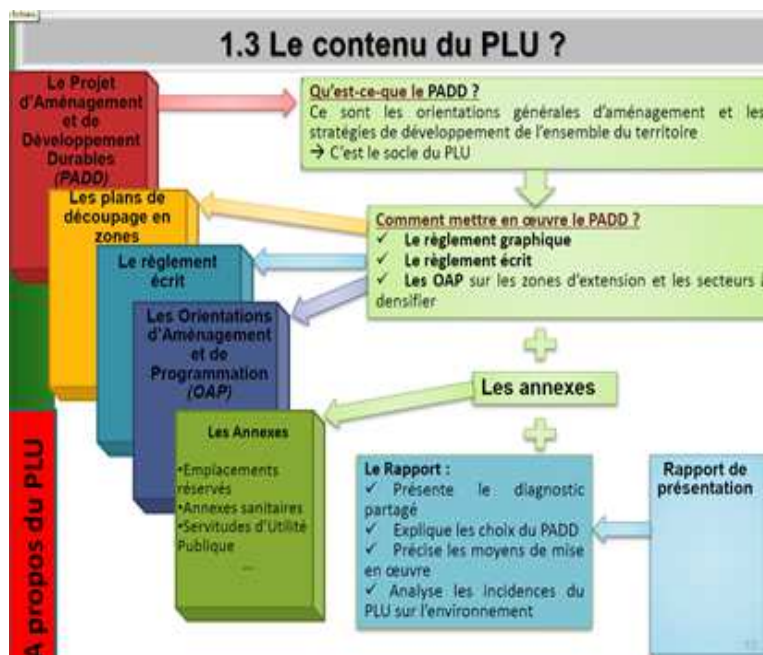 1.3 Le contenu du PLU ?
Le Projet
d'Aménagement
et de
Développement
Durables
(PADD)
Qu'est-ce-que le PADD ?
Ce sont les orientations générales d'aménagement et les
stratégies de développement de l'ensemble du territoire
→ C'est le socle du PLU
Les plans de
découpage en
zones
Comment mettre en œuvre le PADD ?
✓ Le règlement graphique
✓ Le règlement écrit
✓ Les OAP sur les zones d'extension et les secteurs
densifier
Le règlement
écrit
Les Orientations
d'Aménagement
et de
Programmation
(OAP)
Les annexes
Les Annexes
•Emplacements
réservés
•Annexes sanitaires
•Servitudes d'Utilité
Publique
...
Le Rapport :
✓ Présente le diagnostic
partagé
✓ Explique les choix du PADD
✓ Précise les moyens de mise
en œuvre
✓ Analyse les incidences du
PLU sur l'environnement
Rapport de
présentation
A propos du PLU